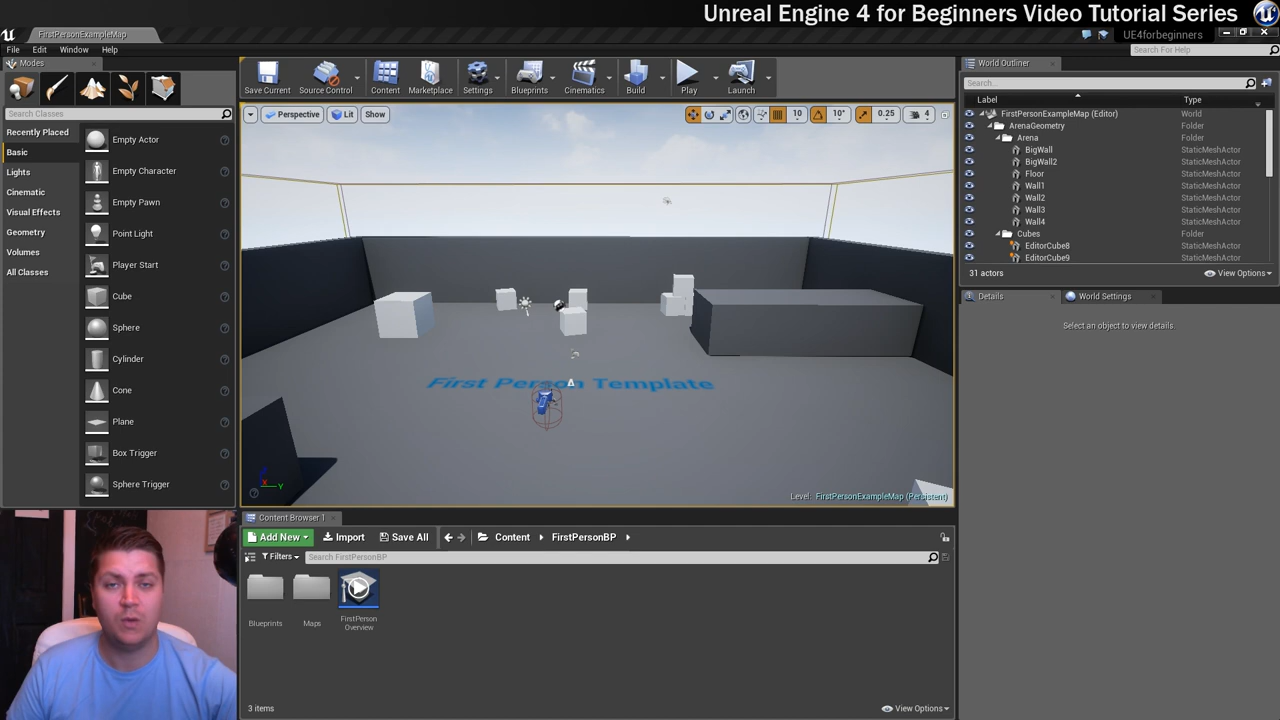 Unreal Engine 4 for Beginners Video Tutorial Series
FirstPersonExampleMap
UE4forbeginners
File Edit Window Help
Search For Help
Modes
Search Classes
Recently Placed
Basic
Lights
Cinematic
Visual Effects
Geometry
Volumes
All Classes
Empty Actor
Empty Character
Empty Pawn
Point Light
Player Start
Cube
Sphere
Cylinder
Cone
Plane
Box Trigger
Sphere Trigger
Save Current
Source Control
Content
Marketplace
Settings
Blueprints
Cinematics
Build
Play
Launch
Perspective Lit Show
10 10° 0.25 4
First Person Template
Z
X
Y
Level: FirstPersonExampleMap (Persistent)
Content Browser 1
Add New Import Save All Content FirstPersonBP
Filters Search FirstPersonBP
Blueprints
Maps
FirstPerson
Overview
3 items
View Options
World Outliner
Search...
Label Type
FirstPersonExampleMap (Editor) World
ArenaGeometry Folder
Arena Folder
BigWall StaticMeshActor
BigWall2 StaticMeshActor
Floor StaticMeshActor
Wall1 StaticMeshActor
Wall2 StaticMeshActor
Wall3 StaticMeshActor
Wall4 StaticMeshActor
Cubes Folder
EditorCube8 StaticMeshActor
EditorCube9 StaticMeshActor
31 actors View Options
Details World Settings
Select an object to view details.